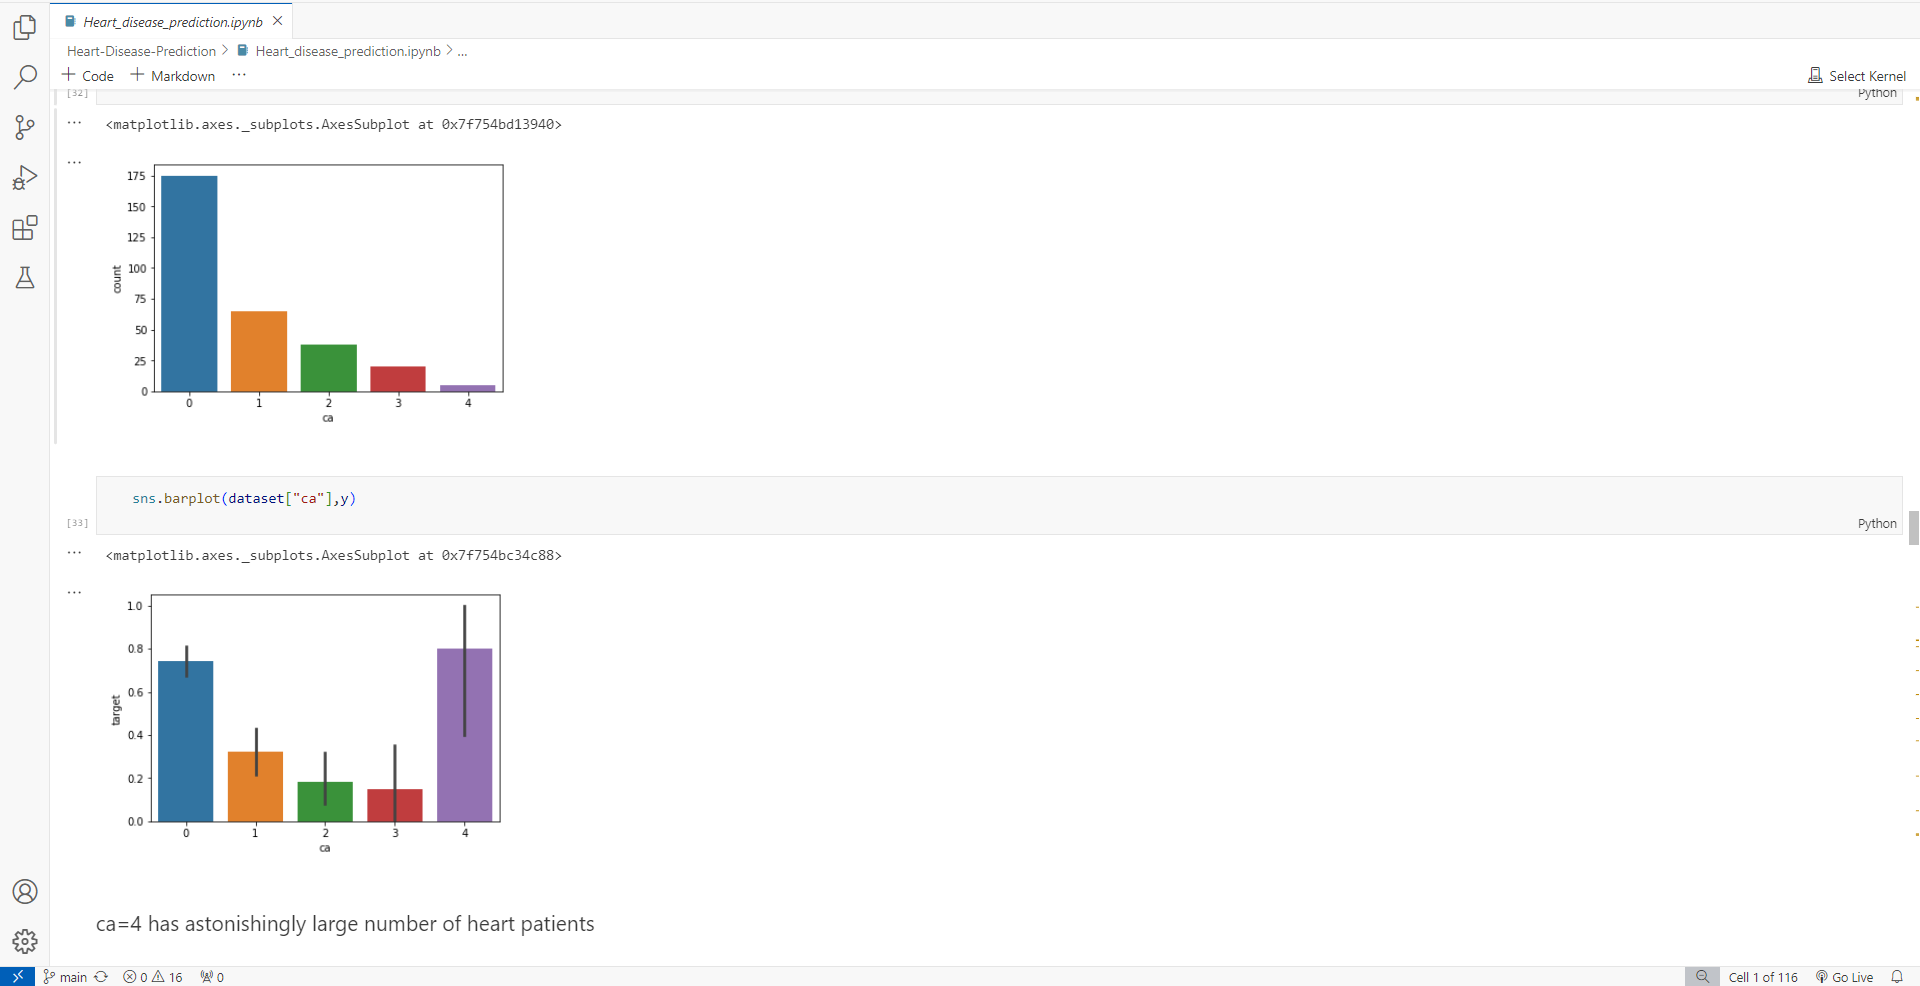 Heart_disease_prediction.ipynb
Heart-Disease-Prediction > Heart_disease_prediction.ipynb > ...
+ Code + Markdown ...
Select Kernel
[32]
Python
<matplotlib.axes._subplots.AxesSubplot at 0x7f754bd13940>
175
150
125
100
75
50
25
0
count
0 1 2 3 4
ca
sns.barplot(dataset["ca"],y)
[33]
Python
<matplotlib.axes._subplots.AxesSubplot at 0x7f754bc34c88>
1.0
0.8
0.6
0.4
0.2
0.0
target
0 1 2 3 4
ca
ca=4 has astonishingly large number of heart patients
main 0 16 0 Cell 1 of 116 Go Live